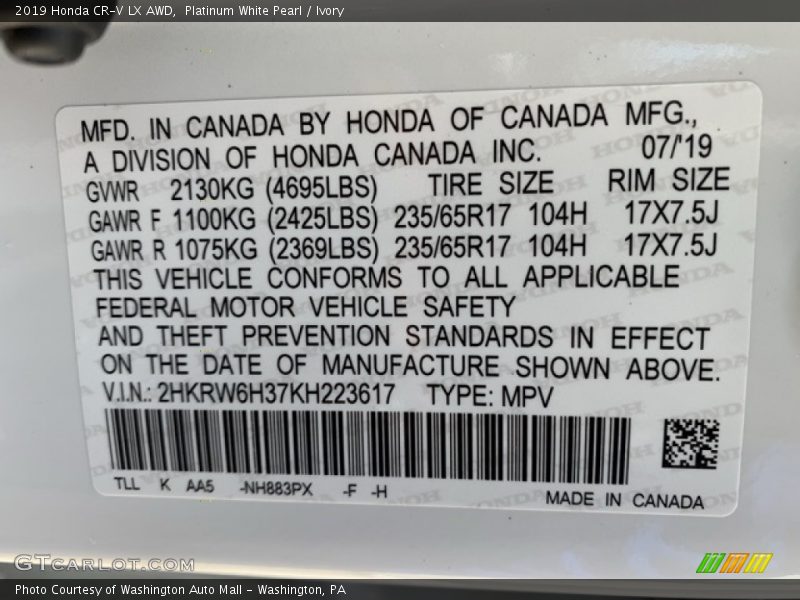 2019 Honda CR-V LX AWD,  Platinum White Pearl / Ivory
MFD. IN CANADA BY HONDA OF CANADA MFG.,
A DIVISION OF HONDA CANADA INC. 07/'19
GVWR 2130KG (4695LBS) TIRE SIZE RIM SIZE
GAWR F 1100KG (2425LBS) 235/65R17 104H 17X7.5J
GAWR R 1075KG (2369LBS) 235/65R17 104H 17X7.5J
THIS VEHICLE CONFORMS TO ALL APPLICABLE
FEDERAL MOTOR VEHICLE SAFETY
AND THEFT PREVENTION STANDARDS IN EFFECT
ON THE DATE OF MANUFACTURE SHOWN ABOVE.
V.I.N.: 2HKRW6H37KH223617 TYPE: MPV
TLL K AA5 -NH883PX -F -H
MADE IN CANADA
GTCARLOT.COM
Photo Courtesy of Washington Auto Mall - Washington, PA